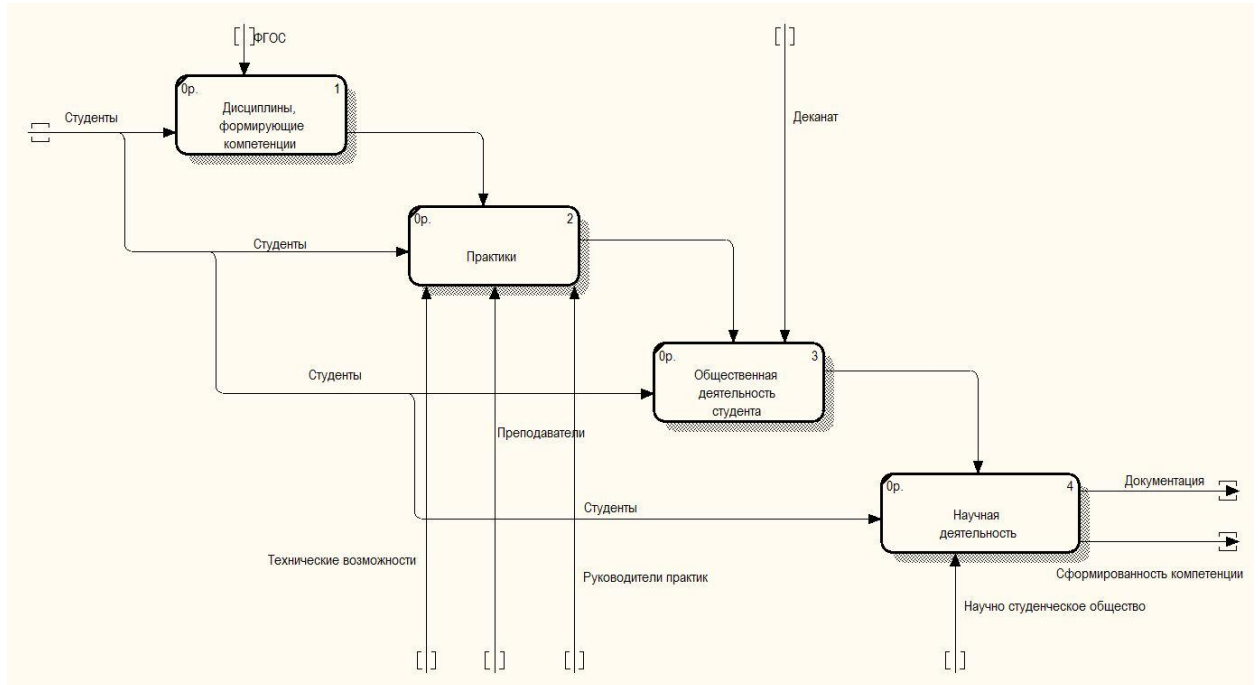 ФГОС
0р. 1
Дисциплины,
формирующие
компетенции
Студенты
Деканат
0р. 2
Практики
Студенты
0р. 3
Общественная
деятельность
студента
Студенты
Преподаватели
0р. 4
Научная
деятельность
Документация
Студенты
Технические возможности
Руководители практик
Сформированность компетенции
Научно студенческое общество